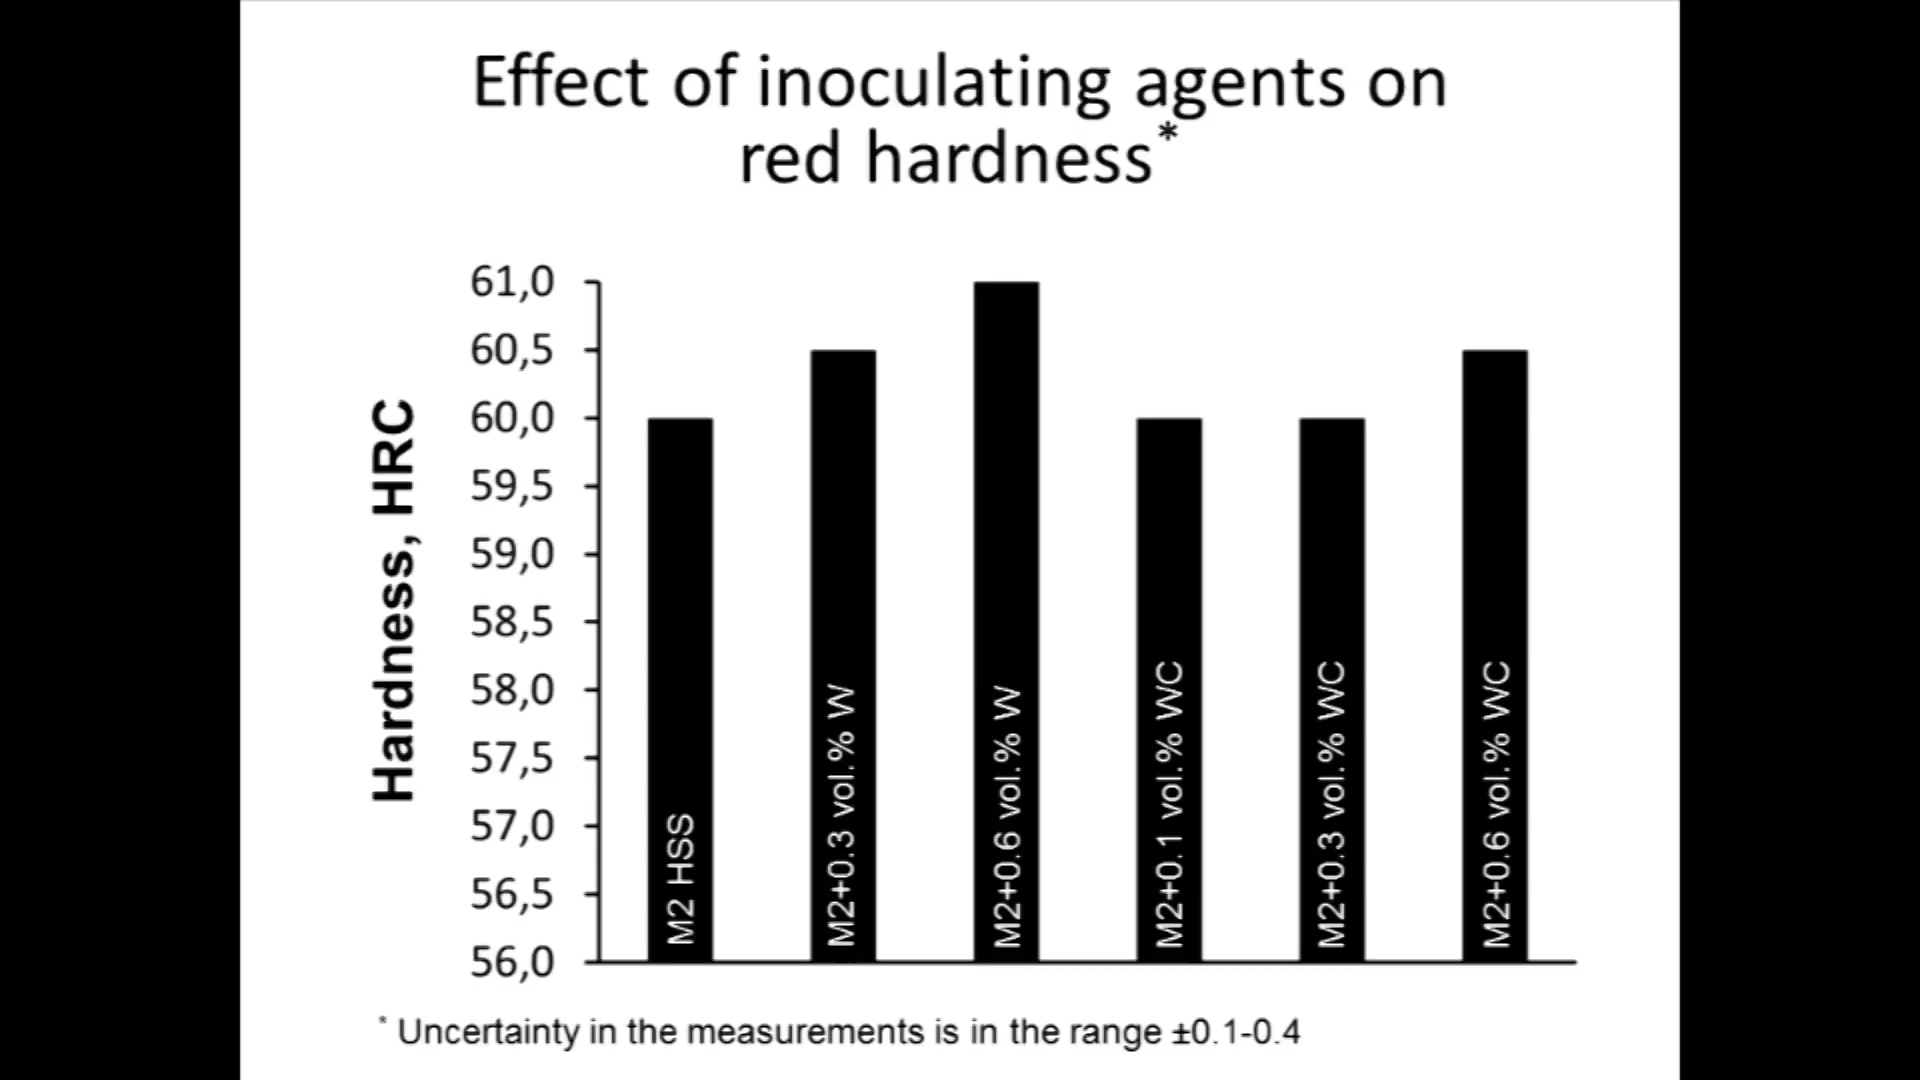 Effect of inoculating agents on
red hardness*
61,0
60,5
60,0
59,5
59,0
58,5
58,0
57,5
57,0
56,5
56,0
Hardness, HRC
M2 HSS
M2+0.3 vol.% W
M2+0.6 vol.% W
M2+0.1 vol.% WC
M2+0.3 vol.% WC
M2+0.6 vol.% WC
* Uncertainty in the measurements is in the range ±0.1-0.4